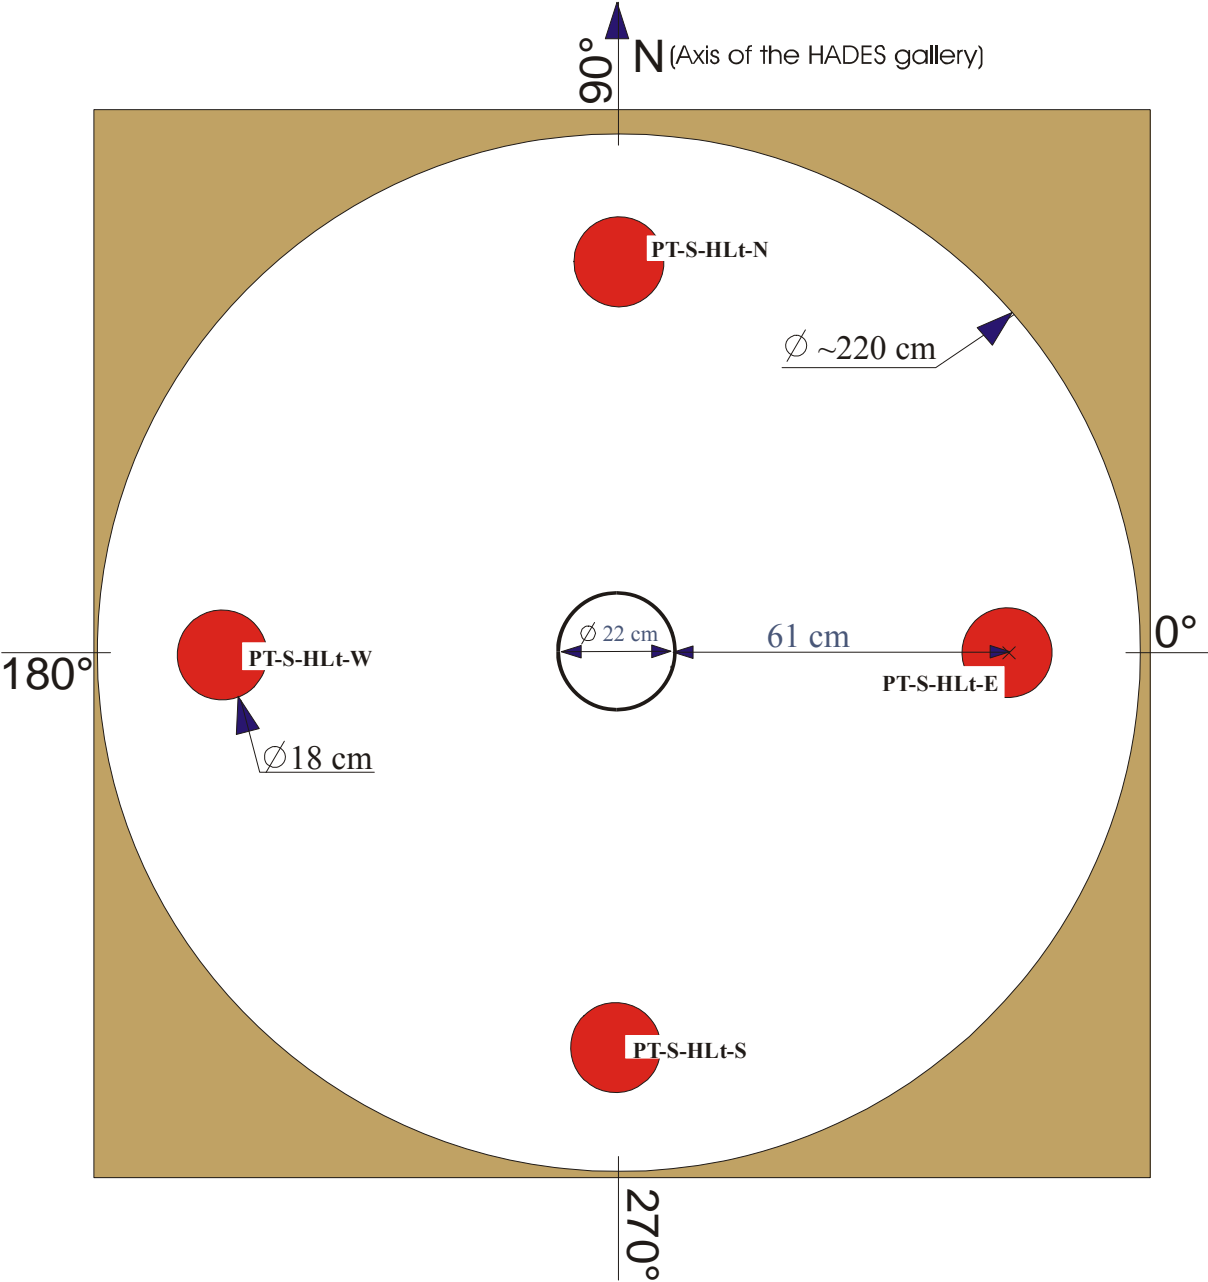 90°
N (Axis of the HADES gallery)
PT-S-HLt-N
∅ ~220 cm
∅ 22 cm
61 cm
0°
180°
PT-S-HLt-W
PT-S-HLt-E
∅ 18 cm
PT-S-HLt-S
270°